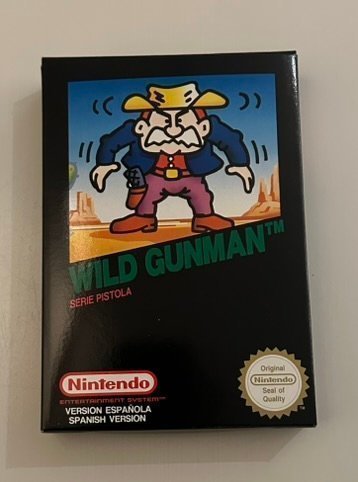 WILD GUNMAN™
SERIE PISTOLA
Nintendo
ENTERTAINMENT SYSTEM™
VERSION ESPAÑOLA
SPANISH VERSION
Original
Nintendo
Seal of
Quality